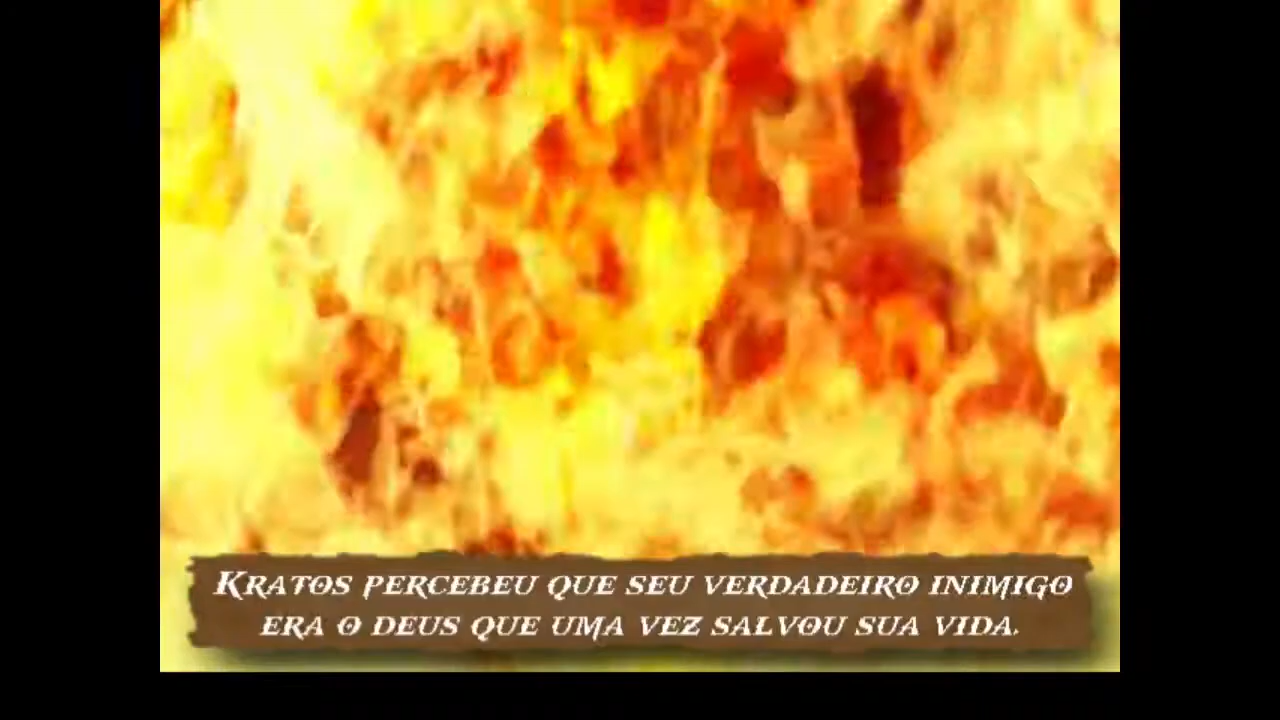 Kratos percebeu que seu verdadeiro inimigo
era o deus que uma vez salvou sua vida.